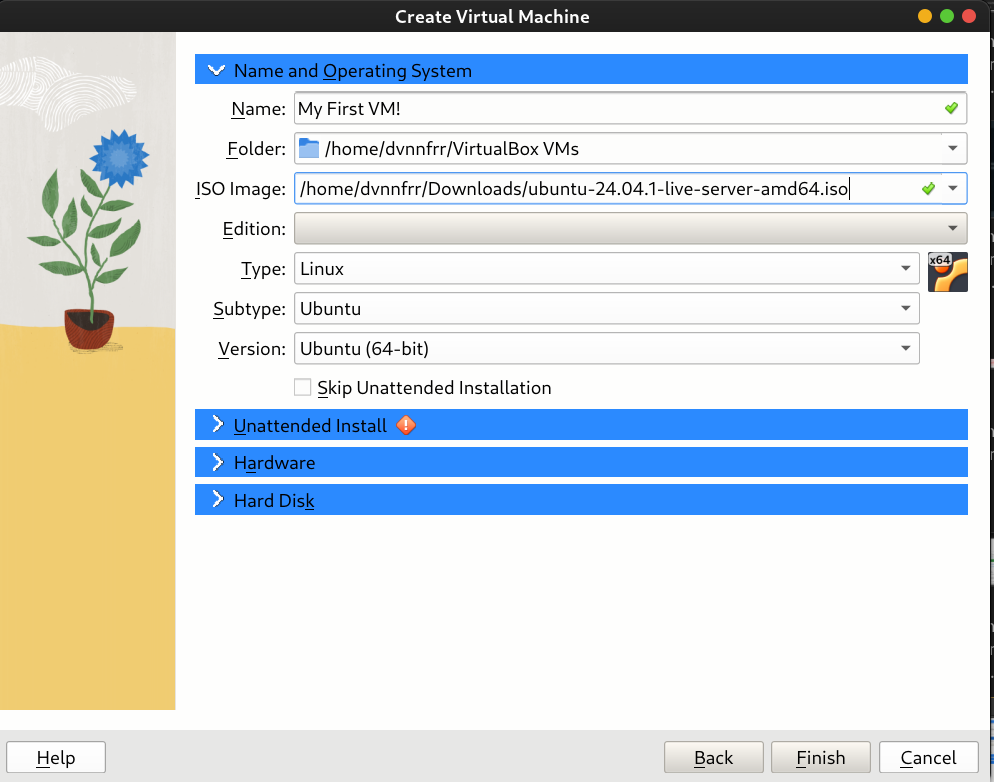 Create Virtual Machine
Name and Operating System
Name: My First VM!
Folder: /home/dvnnfrr/VirtualBox VMs
ISO Image: /home/dvnnfrr/Downloads/ubuntu-24.04.1-live-server-amd64.iso
Edition:
Type: Linux x64
Subtype: Ubuntu
Version: Ubuntu (64-bit)
Skip Unattended Installation
Unattended Install
Hardware
Hard Disk
Help Back Finish Cancel